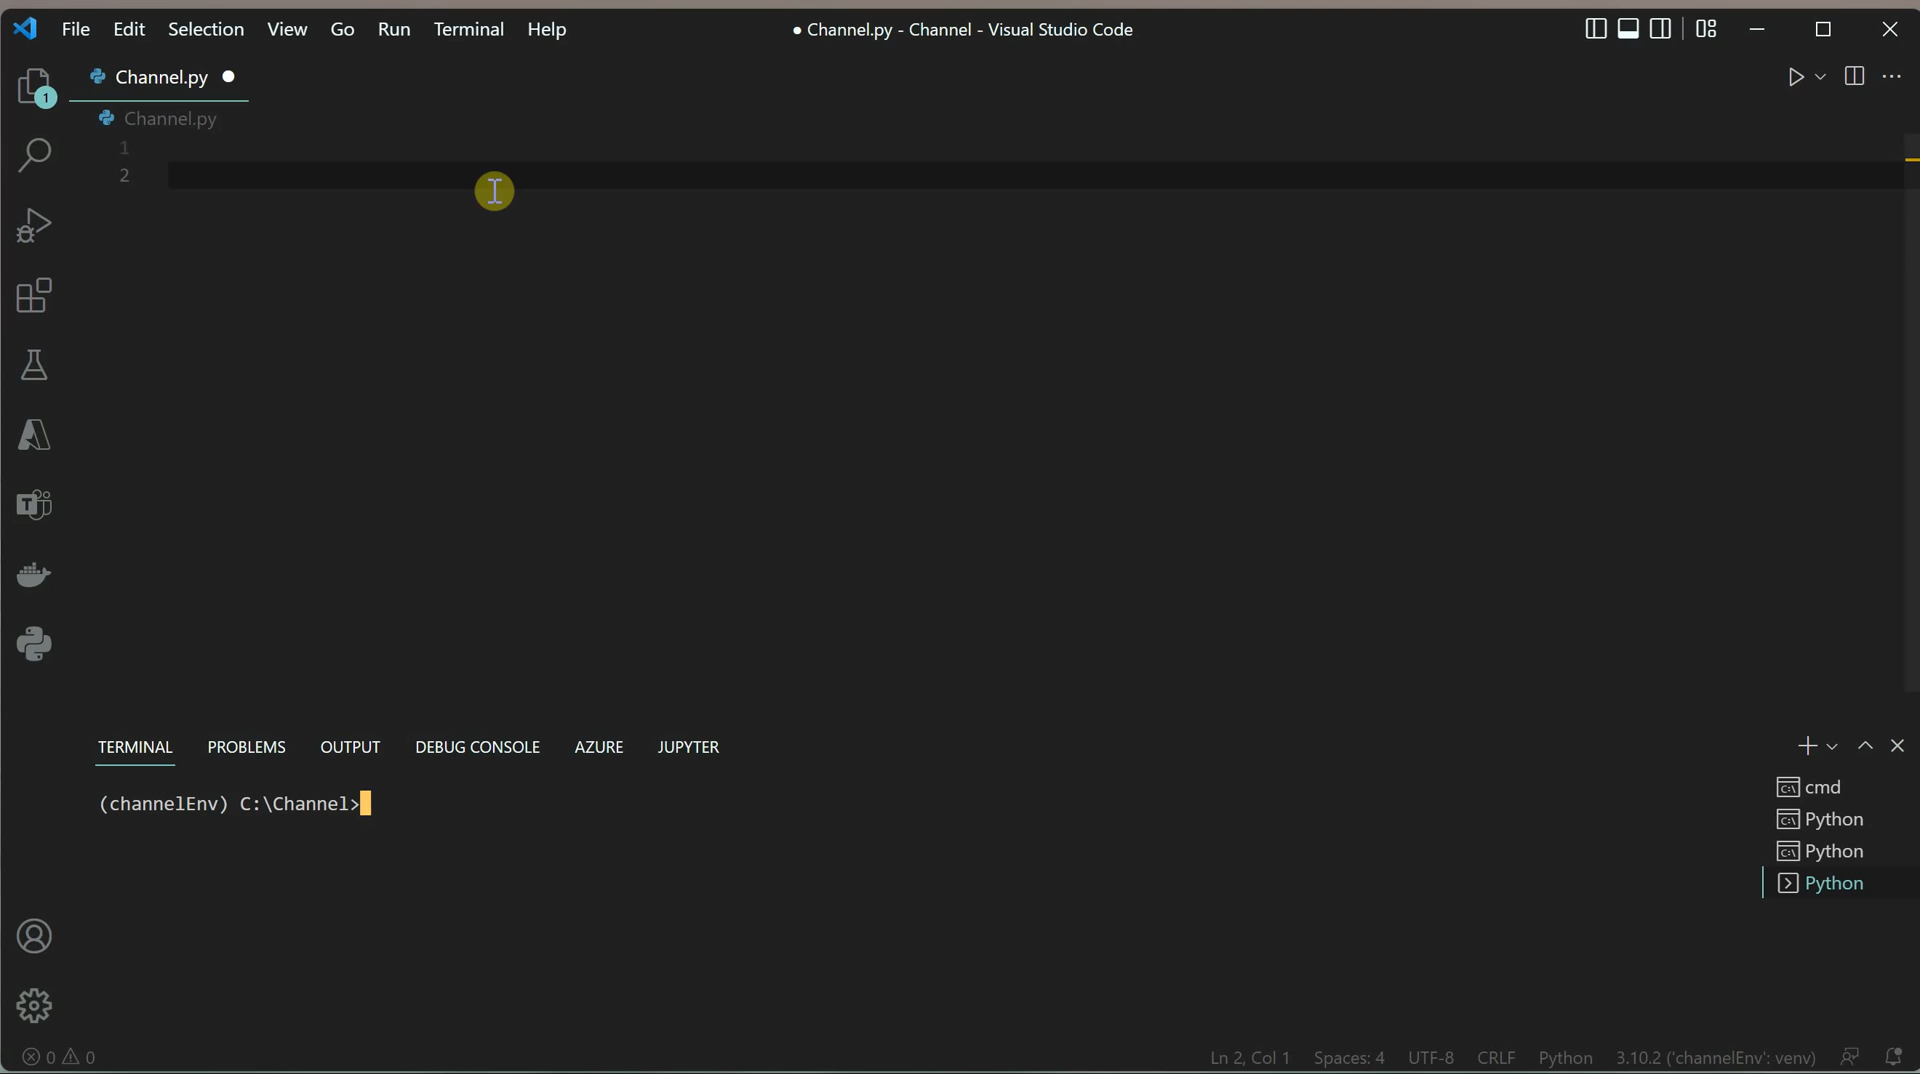 File Edit Selection View Go Run Terminal Help ● Channel.py - Channel - Visual Studio Code
Channel.py
1
Channel.py
1
2
TERMINAL PROBLEMS OUTPUT DEBUG CONSOLE AZURE JUPYTER
(channelEnv) C:\Channel>
cmd
Python
Python
Python
0 0 Ln 2, Col 1 Spaces: 4 UTF-8 CRLF Python 3.10.2 ('channelEnv': venv)